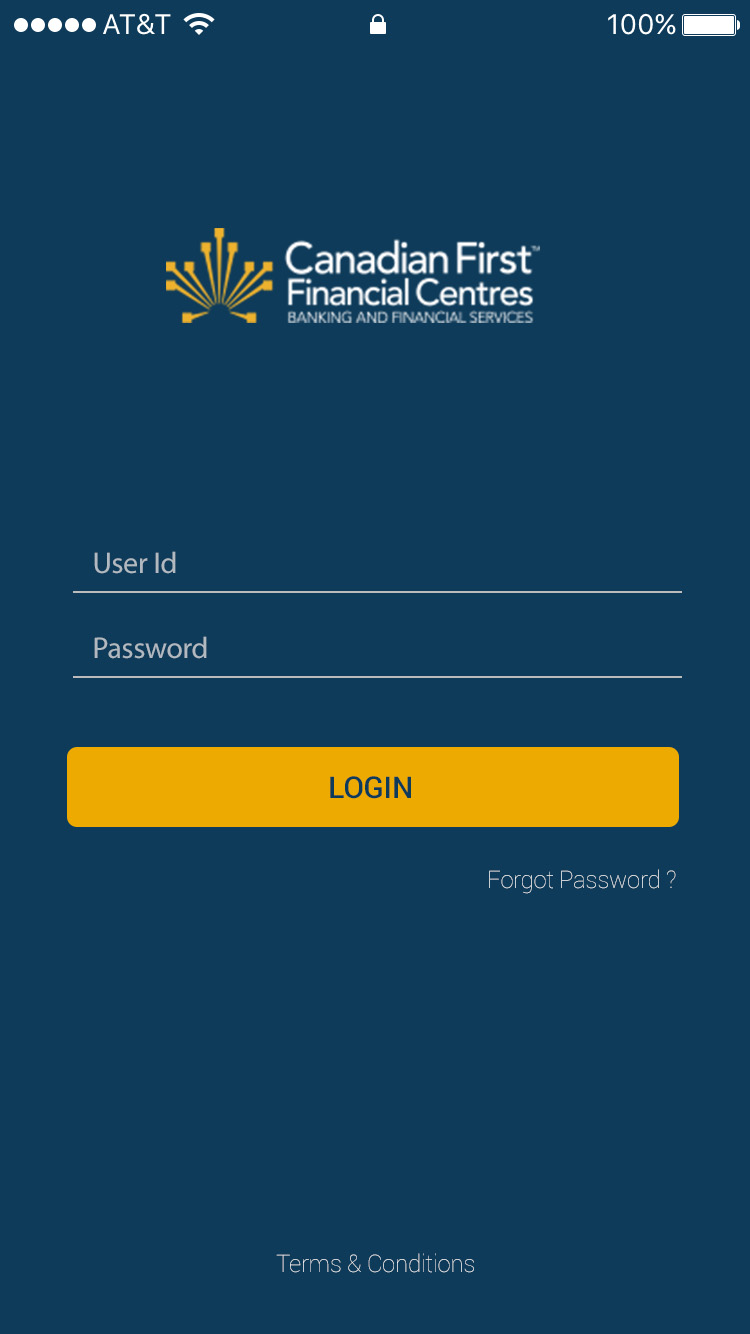 AT&T 100%
Canadian First™
Financial Centres
BANKING AND FINANCIAL SERVICES
User Id
Password
LOGIN
Forgot Password ?
Terms & Conditions